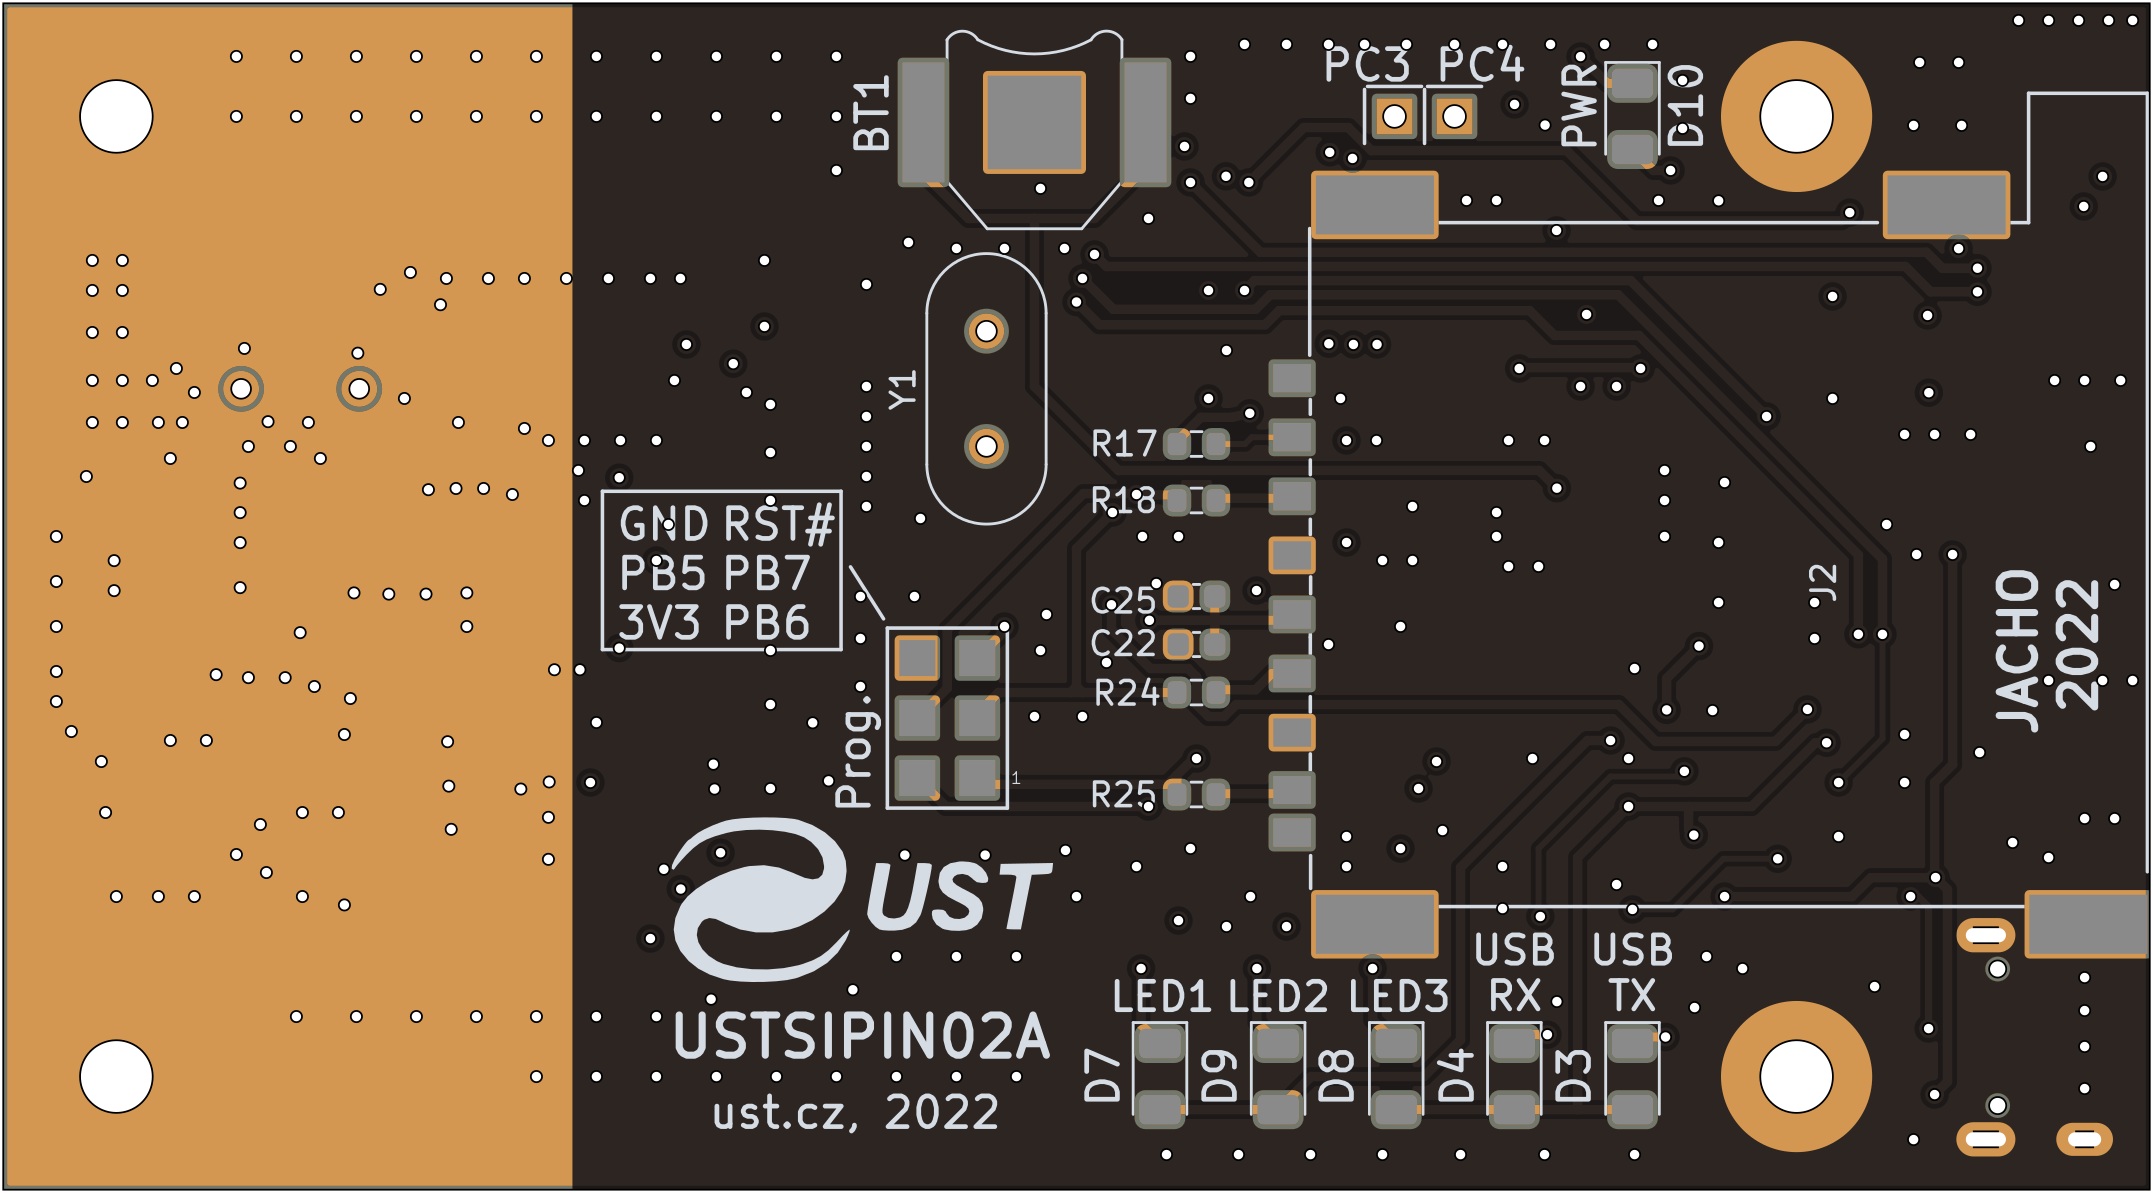 PC3 PC4
PWR
D10
BT1
Y1
R17
R18
GND RST#
PB5 PB7
3V3 PB6
C25
C22
J2
JACHO
2022
R24
Prog.
1
R25
UST
USB
RX
USB
TX
LED1 LED2 LED3
USTSIPIN02A
D7
D9
D8
D4
D3
ust.cz, 2022